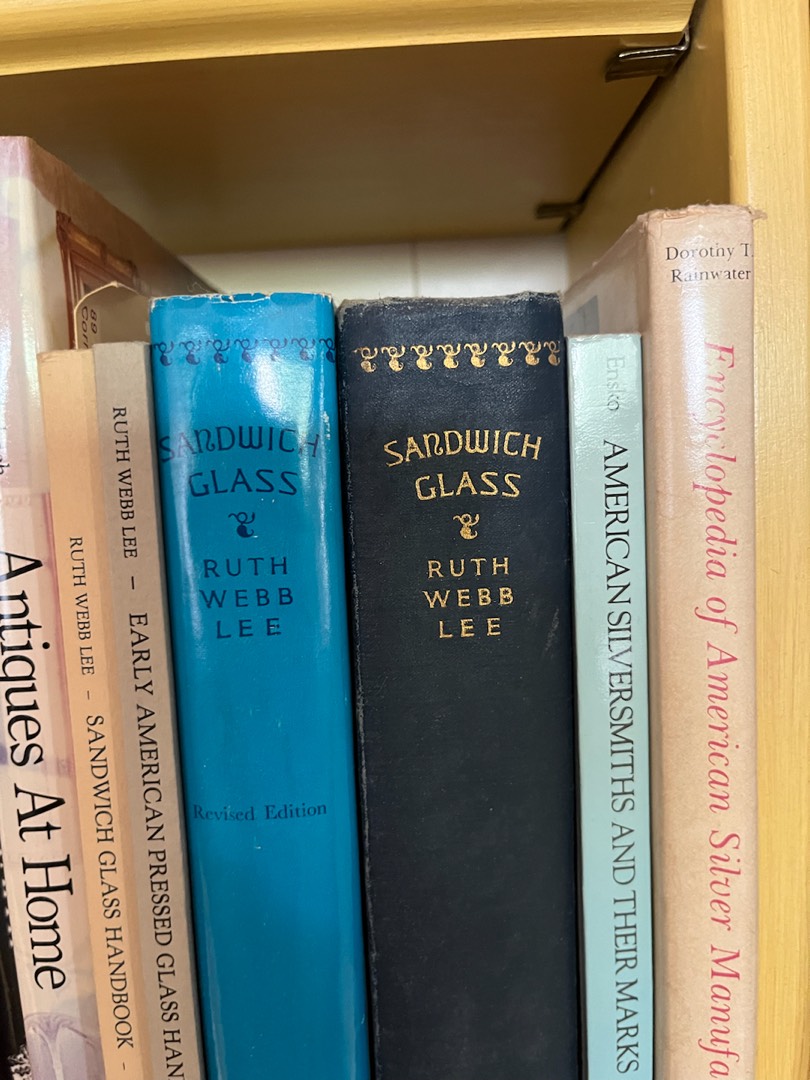 Antiques At Home
RUTH WEBB LEE – SANDWICH GLASS HANDBOOK –
RUTH WEBB LEE – EARLY AMERICAN PRESSED GLASS HAN
SANDWICH
GLASS
RUTH
WEBB
LEE
Revised Edition
SANDWICH
GLASS
RUTH
WEBB
LEE
Ensko
AMERICAN SILVERSMITHS AND THEIR MARKS
Dorothy T.
Rainwater
Encyclopedia of American Silver Manufa